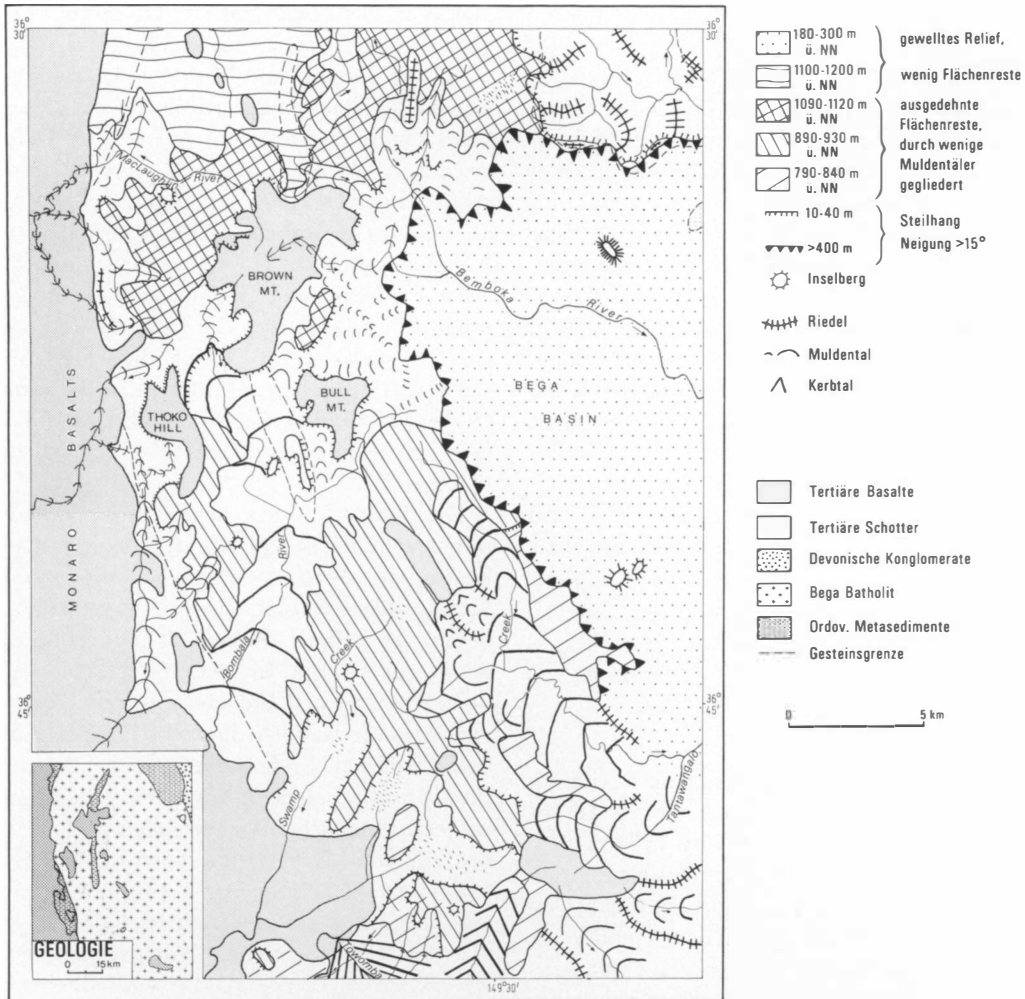 36°
30'
36°
30'
MacLaughlin River
BROWN
MT.
Bemboka River
BEGA
BASIN
BULL
MT.
THOKO
HILL
MONARO BASALTS
Bombala River
Creek
Creek
36°
45'
36°
45'
Swamp
Tantawangalo
GEOLOGIE
0 15km
149°30'
180-300 m
ü. NN
1100-1200 m
ü. NN
1090-1120 m
ü. NN
890-930 m
ü. NN
790-840 m
ü. NN
gewelltes Relief,
wenig Flächenreste
ausgedehnte
Flächenreste,
durch wenige
Muldentäler
gegliedert
10-40 m
>400 m
Steilhang
Neigung >15°
Inselberg
Riedel
Muldental
Kerbtal
Tertiäre Basalte
Tertiäre Schotter
Devonische Konglomerate
Bega Batholit
Ordov. Metasedimente
Gesteinsgrenze
0 5 km